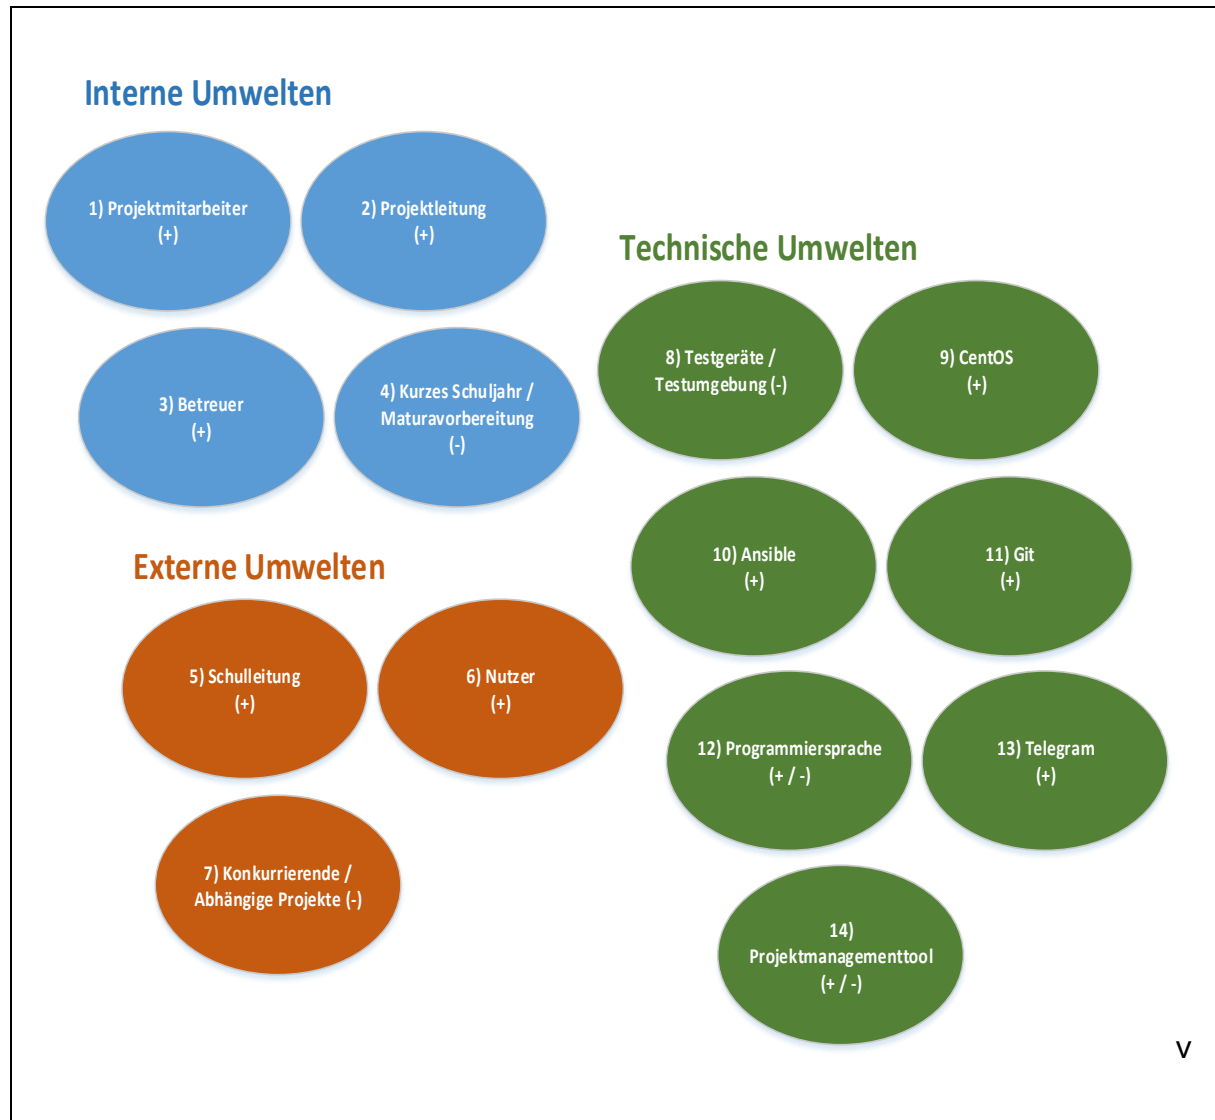 Interne Umwelten
1) Projektmitarbeiter
(+)
2) Projektleitung
(+)
3) Betreuer
(+)
4) Kurzes Schuljahr /
Maturavorbereitung
(-)
Externe Umwelten
5) Schulleitung
(+)
6) Nutzer
(+)
7) Konkurrierende /
Abhängige Projekte (-)
Technische Umwelten
8) Testgeräte /
Testumgebung (-)
9) CentOS
(+)
10) Ansible
(+)
11) Git
(+)
12) Programmiersprache
(+ / -)
13) Telegram
(+)
14)
Projektmanagementtool
(+ / -)
v